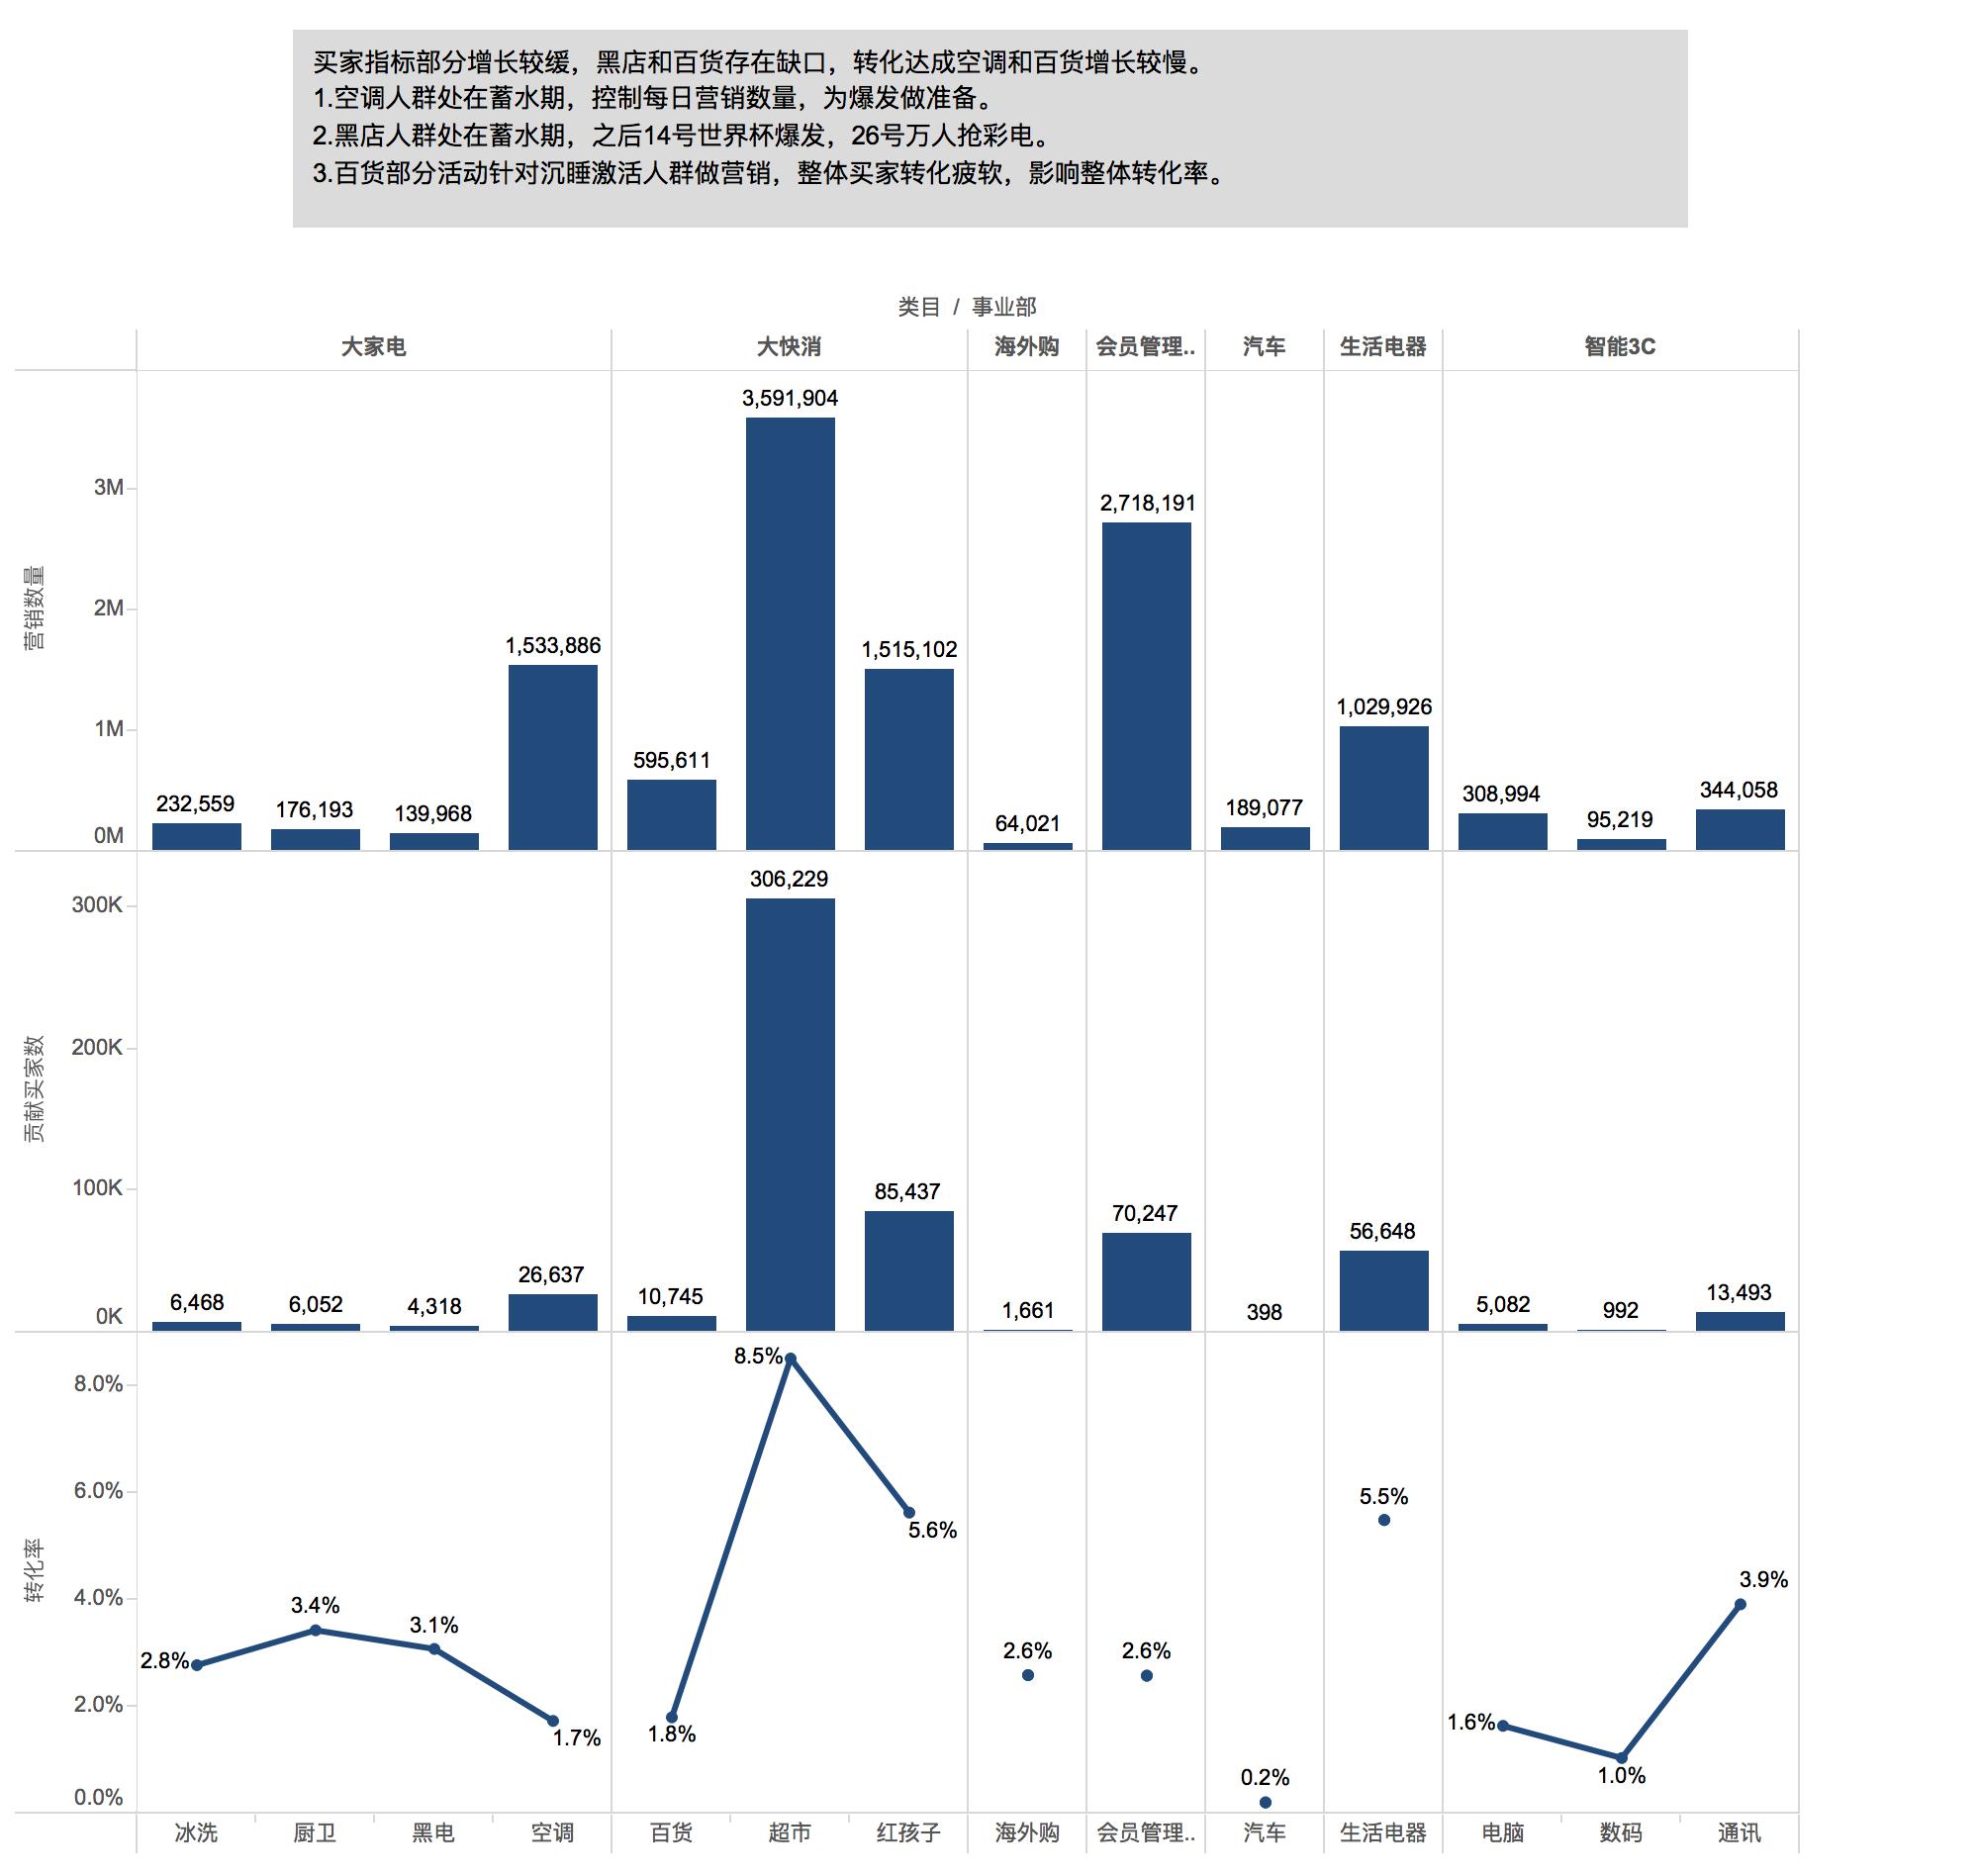 买家指标部分增长较缓，黑店和百货存在缺口，转化达成空调和百货增长较慢。
1.空调人群处在蓄水期，控制每日营销数量，为爆发做准备。
2.黑店人群处在蓄水期，之后14号世界杯爆发，26号万人抢彩电。
3.百货部分活动针对沉睡激活人群做营销，整体买家转化疲软，影响整体转化率。
类目 / 事业部
大家电 大快消 海外购 会员管理.. 汽车 生活电器 智能3C
营销数量
3M
2M
1M
0M
232,559 176,193 139,968 1,533,886 595,611 3,591,904 1,515,102 64,021 2,718,191 189,077 1,029,926 308,994 95,219 344,058
贡献买家数
300K
200K
100K
0K
6,468 6,052 4,318 26,637 10,745 306,229 85,437 1,661 70,247 398 56,648 5,082 992 13,493
转化率
8.0%
6.0%
4.0%
2.0%
0.0%
2.8% 3.4% 3.1% 1.7% 1.8% 8.5% 5.6% 2.6% 2.6% 0.2% 5.5% 1.6% 1.0% 3.9%
冰洗 厨卫 黑电 空调 百货 超市 红孩子 海外购 会员管理.. 汽车 生活电器 电脑 数码 通讯